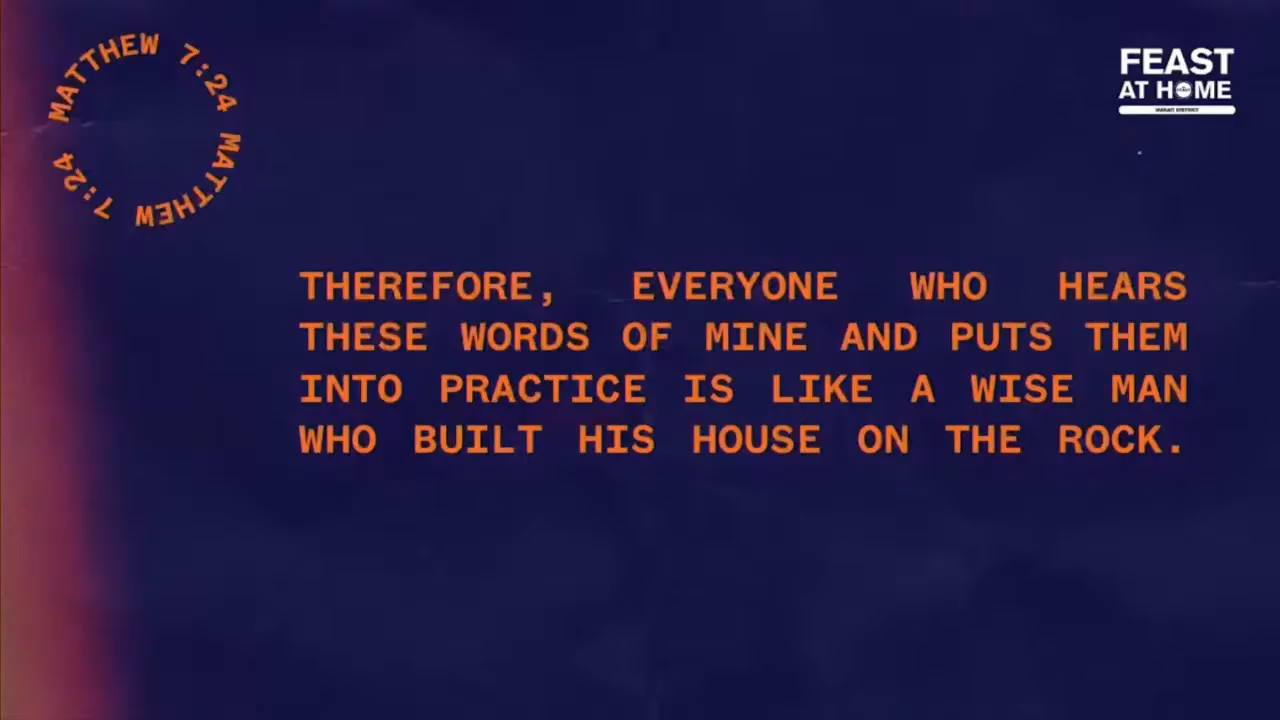 MATTHEW 7:24 MATTHEW 7:24
FEAST
AT HOME
THEREFORE, EVERYONE WHO HEARS
THESE WORDS OF MINE AND PUTS THEM
INTO PRACTICE IS LIKE A WISE MAN
WHO BUILT HIS HOUSE ON THE ROCK.